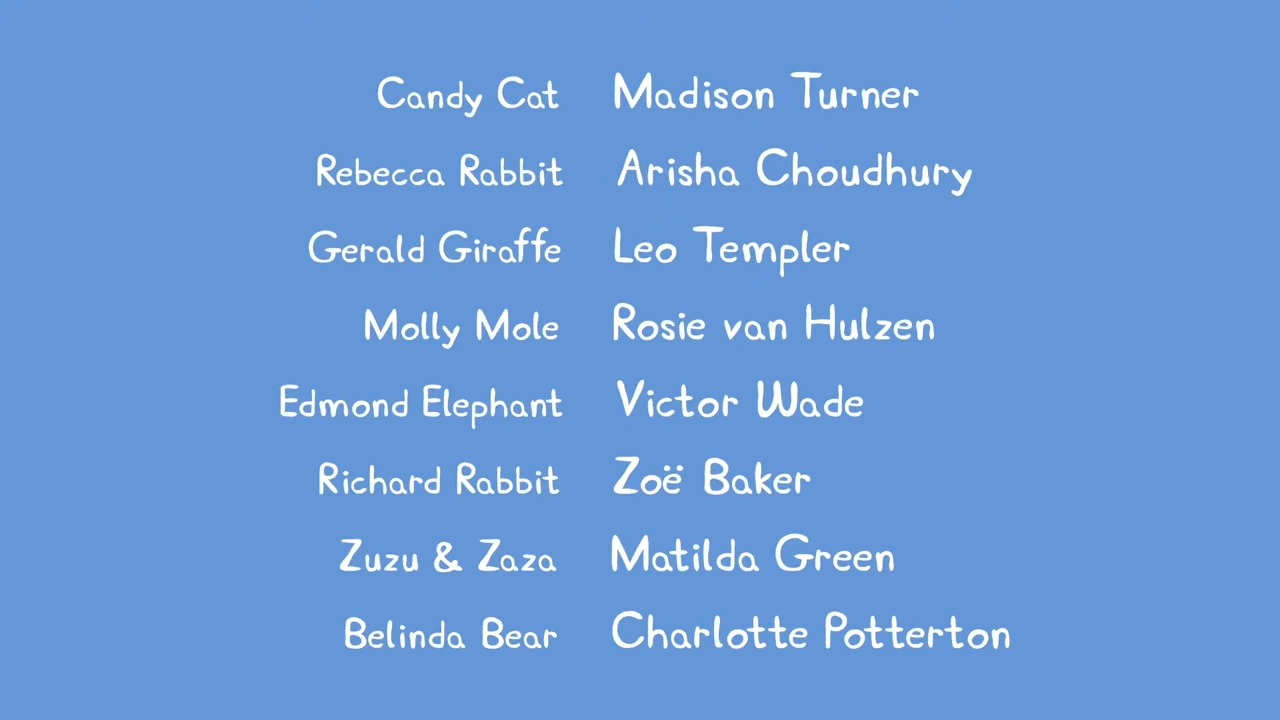 Candy Cat Madison Turner
Rebecca Rabbit Arisha Choudhury
Gerald Giraffe Leo Templer
Molly Mole Rosie van Hulzen
Edmond Elephant Victor Wade
Richard Rabbit Zoë Baker
Zuzu & Zaza Matilda Green
Belinda Bear Charlotte Potterton